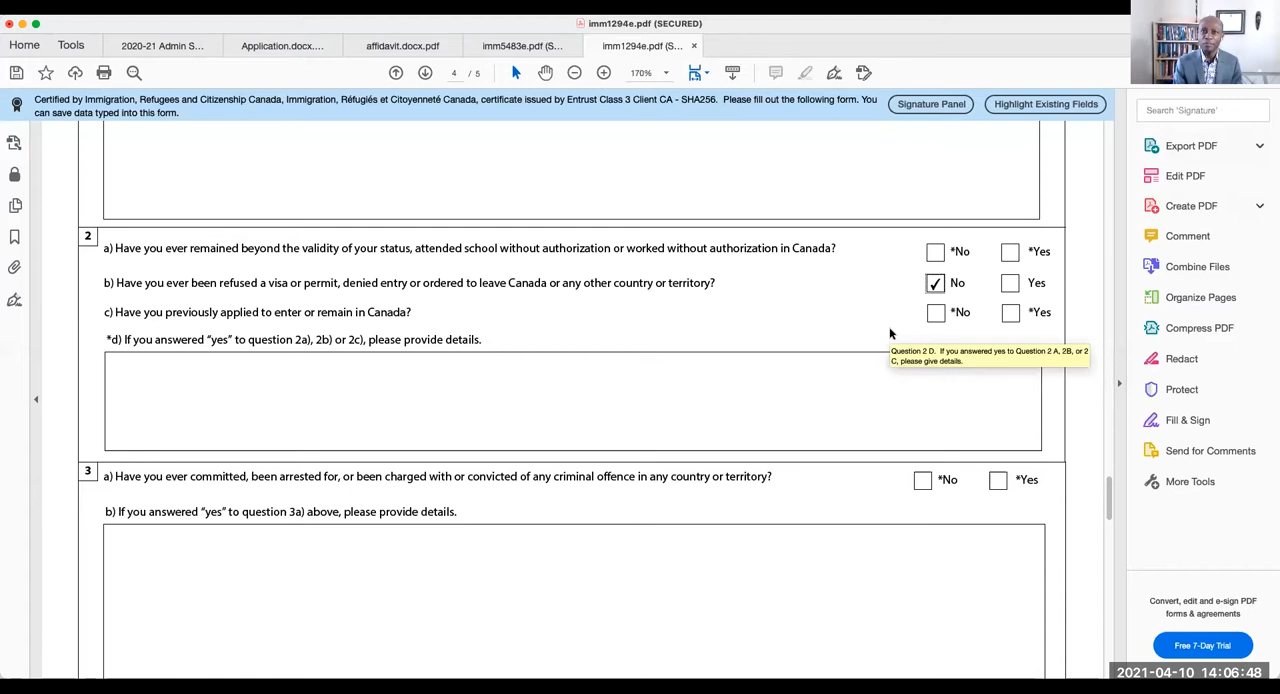 imm1294e.pdf (SECURED)
Home Tools 2020-21 Admin S... Application.docx.... affidavit.docx.pdf imm5483e.pdf (S... imm1294e.pdf (S... ×
4 / 5 170%
Certified by Immigration, Refugees and Citizenship Canada, Immigration, Réfugiés et Citoyenneté Canada, certificate issued by Entrust Class 3 Client CA - SHA256. Please fill out the following form. You
can save data typed into this form.
Signature Panel
Highlight Existing Fields
2
a) Have you ever remained beyond the validity of your status, attended school without authorization or worked without authorization in Canada? *No *Yes
b) Have you ever been refused a visa or permit, denied entry or ordered to leave Canada or any other country or territory? No Yes
c) Have you previously applied to enter or remain in Canada? *No *Yes
*d) If you answered "yes" to question 2a), 2b) or 2c), please provide details.
Question 2 D. If you answered yes to Question 2 A, 2B, or 2
C, please give details.
3
a) Have you ever committed, been arrested for, or been charged with or convicted of any criminal offence in any country or territory? *No *Yes
b) If you answered "yes" to question 3a) above, please provide details.
Search 'Signature'
Export PDF
Edit PDF
Create PDF
Comment
Combine Files
Organize Pages
Compress PDF
Redact
Protect
Fill & Sign
Send for Comments
More Tools
Convert, edit and e-sign PDF
forms & agreements
Free 7-Day Trial
2021-04-10 14:06:48